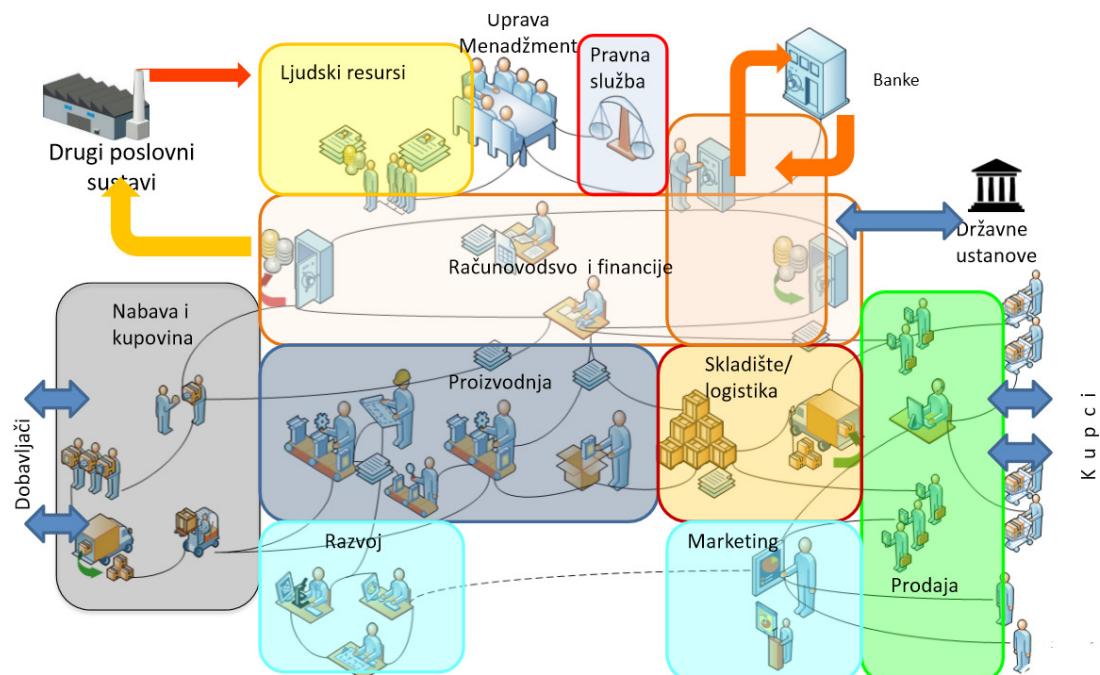 Uprava
Menadžment
Ljudski resursi
Pravna
služba
Banke
Drugi poslovni
sustavi
Državne
ustanove
Računovodsvo i financije
Nabava i
kupovina
Proizvodnja
Skladište/
logistika
Dobavljači
Kupci
Razvoj
Marketing
Prodaja